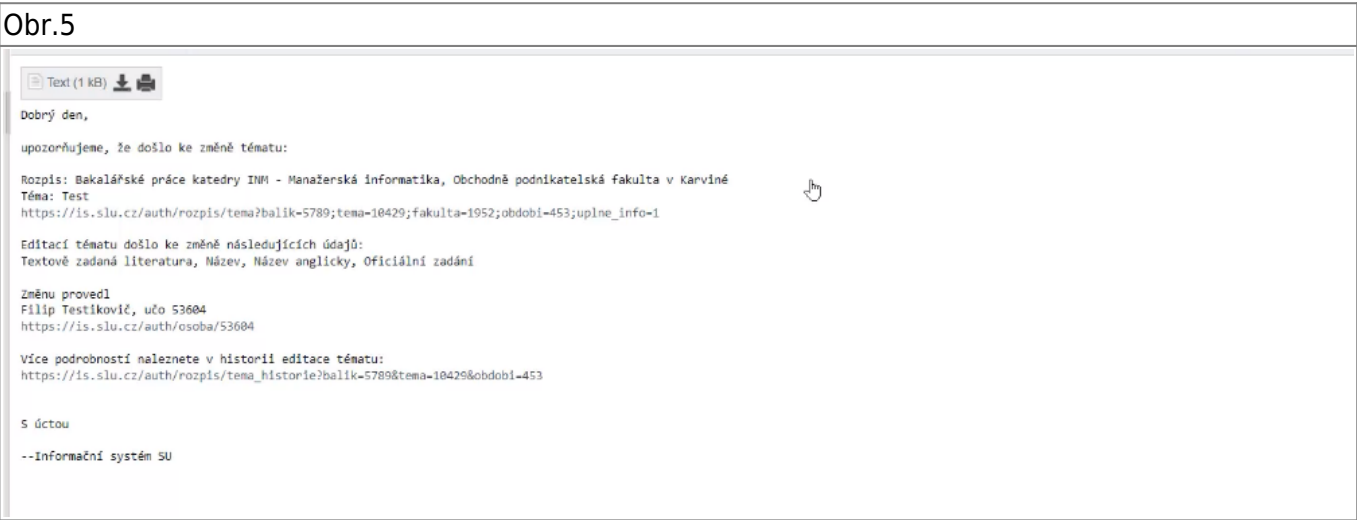 Obr.5
Text (1 kB)
Dobrý den,
upozorňujeme, že došlo ke změně tématu:
Rozpis: Bakalářské práce katedry INM - Manažerská informatika, Obchodně podnikatelská fakulta v Karviné
Téma: Test
https://is.slu.cz/auth/rozpis/tema?balik=5789;tema=10429;fakulta=1952;obdobi=453;uplne_info=1
Editací tématu došlo ke změně následujících údajů:
Textově zadaná literatura, Název, Název anglicky, Oficiální zadání
Změnu provedl
Filip Testikovič, učo 53604
https://is.slu.cz/auth/osoba/53604
Více podrobností naleznete v historii editace tématu:
https://is.slu.cz/auth/rozpis/tema_historie?balik=5789&tema=10429&obdobi=453
S úctou
--Informační systém SU